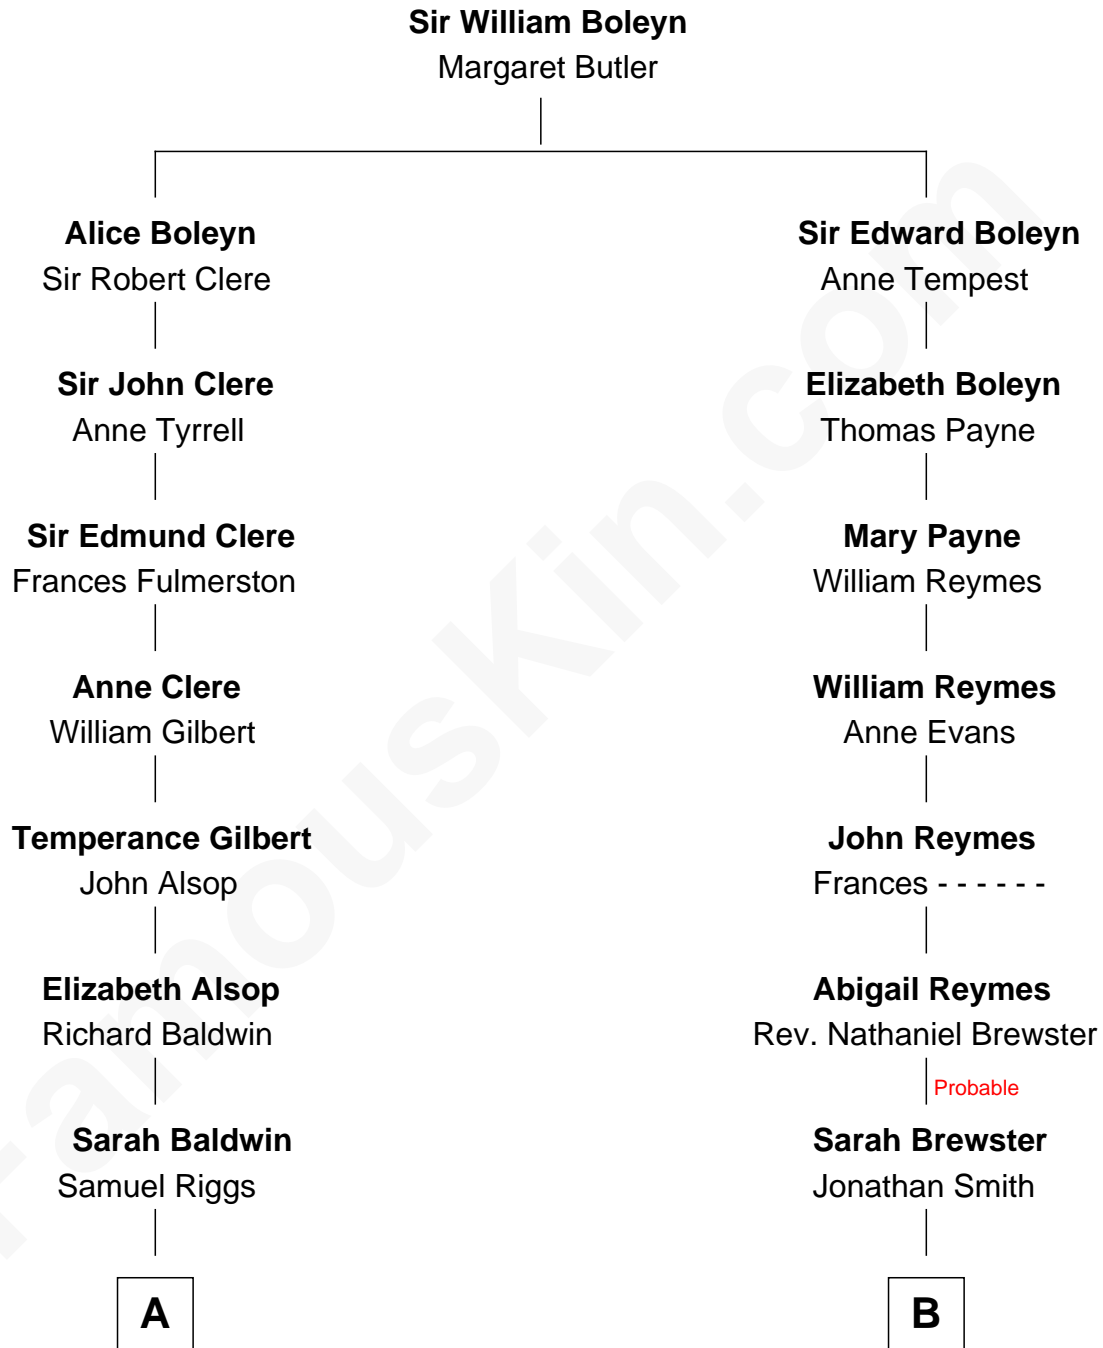 Sir William Boleyn
Margaret Butler
Alice Boleyn
Sir Robert Clere
Sir John Clere
Anne Tyrrell
Sir Edmund Clere
Frances Fulmerston
Anne Clere
William Gilbert
Temperance Gilbert
John Alsop
Elizabeth Alsop
Richard Baldwin
Sarah Baldwin
Samuel Riggs
A
Sir Edward Boleyn
Anne Tempest
Elizabeth Boleyn
Thomas Payne
Mary Payne
William Reymes
William Reymes
Anne Evans
John Reymes
Frances - - - - - -
Abigail Reymes
Rev. Nathaniel Brewster
Probable
Sarah Brewster
Jonathan Smith
B
FamousKin.com